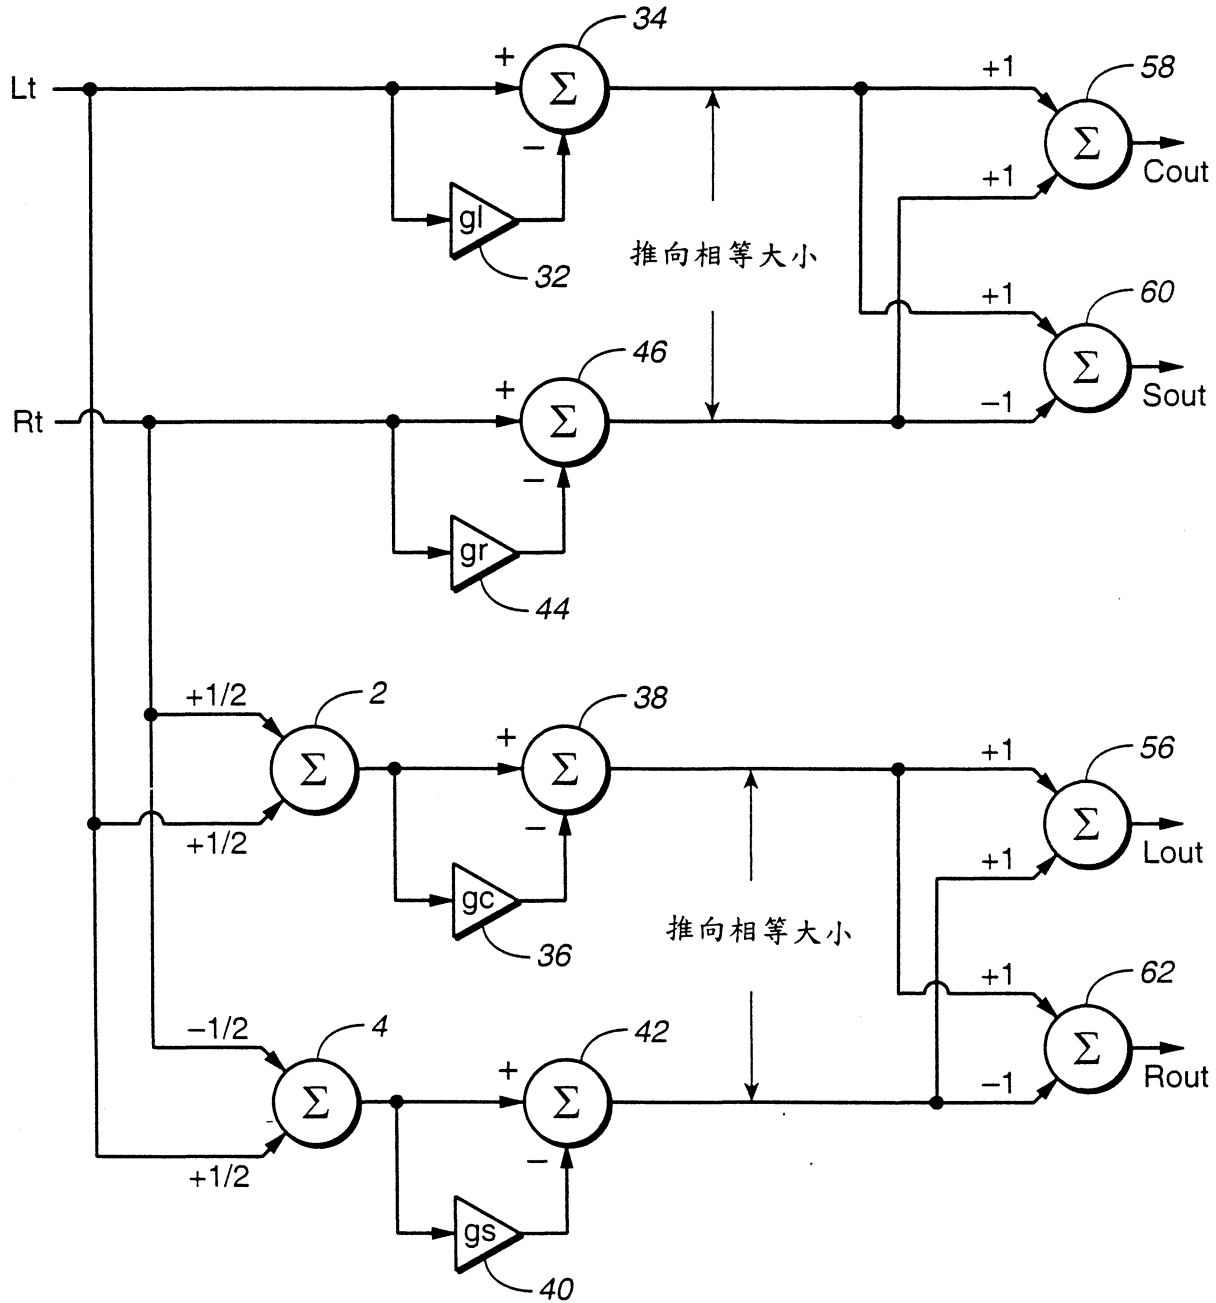 34
Lt
+
Σ
+1
58
−
Σ
gl
+1
Cout
32
推向相等大小
+1
60
46
Σ
Sout
+
Rt
Σ
−1
−
gr
44
+1/2
2
38
+
+1
56
Σ
Σ
Σ
+1/2
−
+1
Lout
gc
推向相等大小
36
+1
62
−1/2
4
42
Σ
+
−1
Rout
Σ
Σ
−
+1/2
gs
40